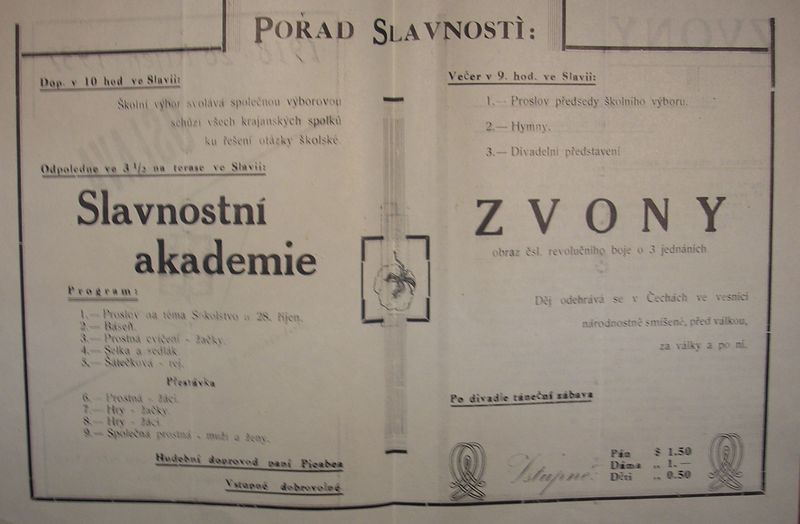 POŘAD SLAVNOSTÌ:
Dop. v 10 hod ve Slavii:
Školní výbor svolává společnou výborovou
schůzi všech krajanských spolků
ku řešení otázky školské.
Odpoledne ve 3 1/2 na terase ve Slavii:
Slavnostní
akademie
Program:
1.— Proslov na téma Sokolstvo a 28. říjen.
2.— Báseň.
3.— Prostná cvičení - žačky.
4.— Selka a sedlák.
5.— Šátečková - rej.
Přestávka
6.— Prostná - žáci.
7.— Hry - žačky.
8.— Hry - žáci.
9.— Společná prostná - muži a ženy.
Hudební doprovod paní
Vstupné dobrovolné
Večer v 9. hod. ve Slavii:
1.— Proslov předsedy školního výboru.
2.— Hymny.
3.— Divadelní představení
ZVONY
obraz čsl. revolučního boje o 3 jednáních.
Děj odehrává se v Čechách ve vesnici
národnostně smíšené, před válkou,
za války a po ní.
Po divadle taneční zábava
Vstupné:
Pán $ 1.50
Dáma „ 1.—
Děti „ 0.50